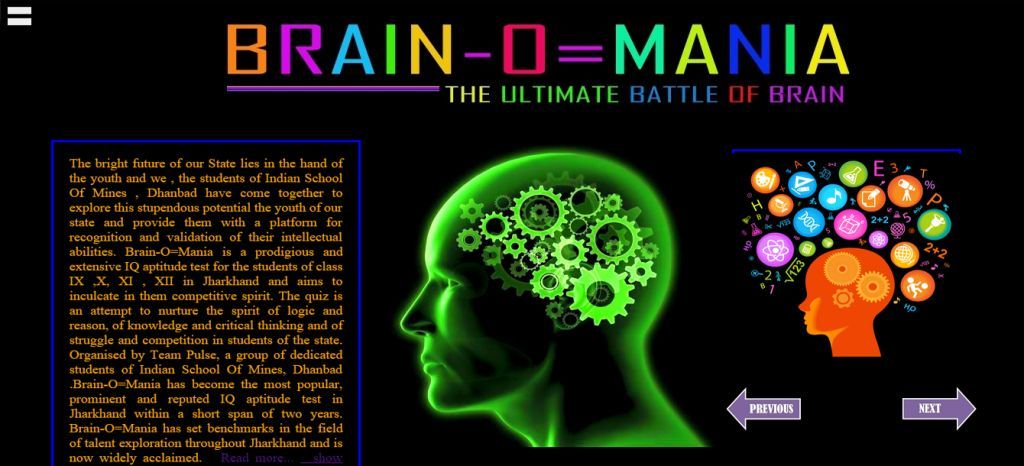 BRAIN-O=MANIA
THE ULTIMATE BATTLE OF BRAIN
The bright future of our State lies in the hand of
the youth and we , the students of Indian School
Of Mines , Dhanbad have come together to
explore this stupendous potential the youth of our
state and provide them with a platform for
recognition and validation of their intellectual
abilities. Brain-O=Mania is a prodigious and
extensive IQ aptitude test for the students of class
IX ,X, XI , XII in Jharkhand and aims to
inculcate in them competitive spirit. The quiz is
an attempt to nurture the spirit of logic and
reason, of knowledge and critical thinking and of
struggle and competition in students of the state.
Organised by Team Pulse, a group of dedicated
students of Indian School Of Mines, Dhanbad
.Brain-O=Mania has become the most popular,
prominent and reputed IQ aptitude test in
Jharkhand within a short span of two years.
Brain-O=Mania has set benchmarks in the field
of talent exploration throughout Jharkhand and is
now widely acclaimed. Read more... show
PREVIOUS
NEXT